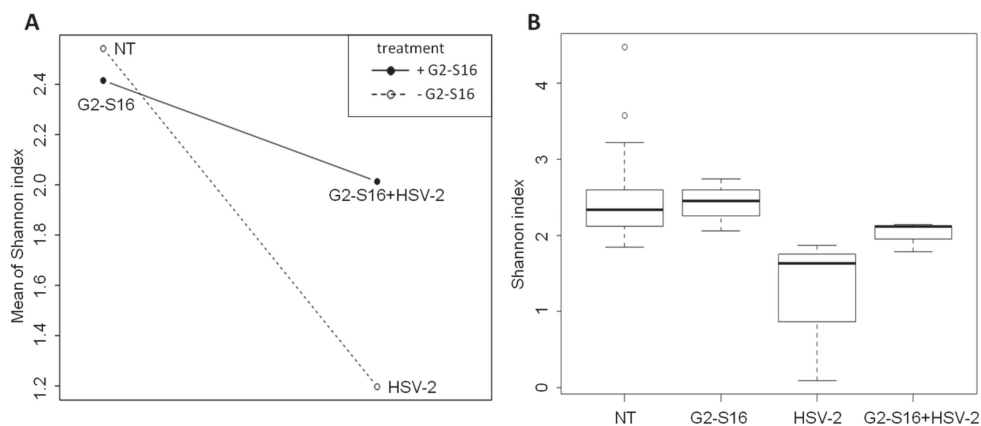 A
NT
G2-S16
treatment
+ G2-S16
- G2-S16
G2-S16+HSV-2
HSV-2
Mean of Shannon index
2.4
2.2
2.0
1.8
1.6
1.4
1.2
B
Shannon index
4
3
2
1
0
NT
G2-S16
HSV-2
G2-S16+HSV-2